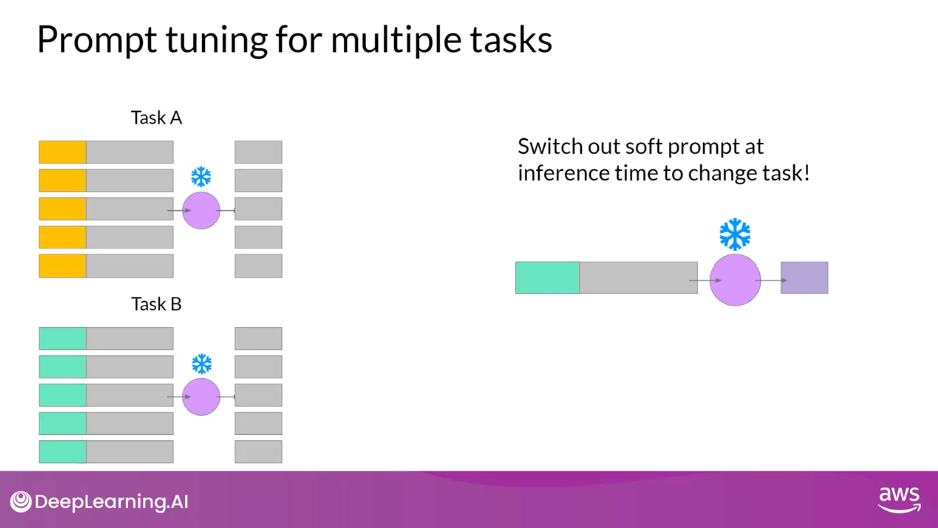 Prompt tuning for multiple tasks
Task A
Switch out soft prompt at
inference time to change task!
Task B
DeepLearning.AI
aws